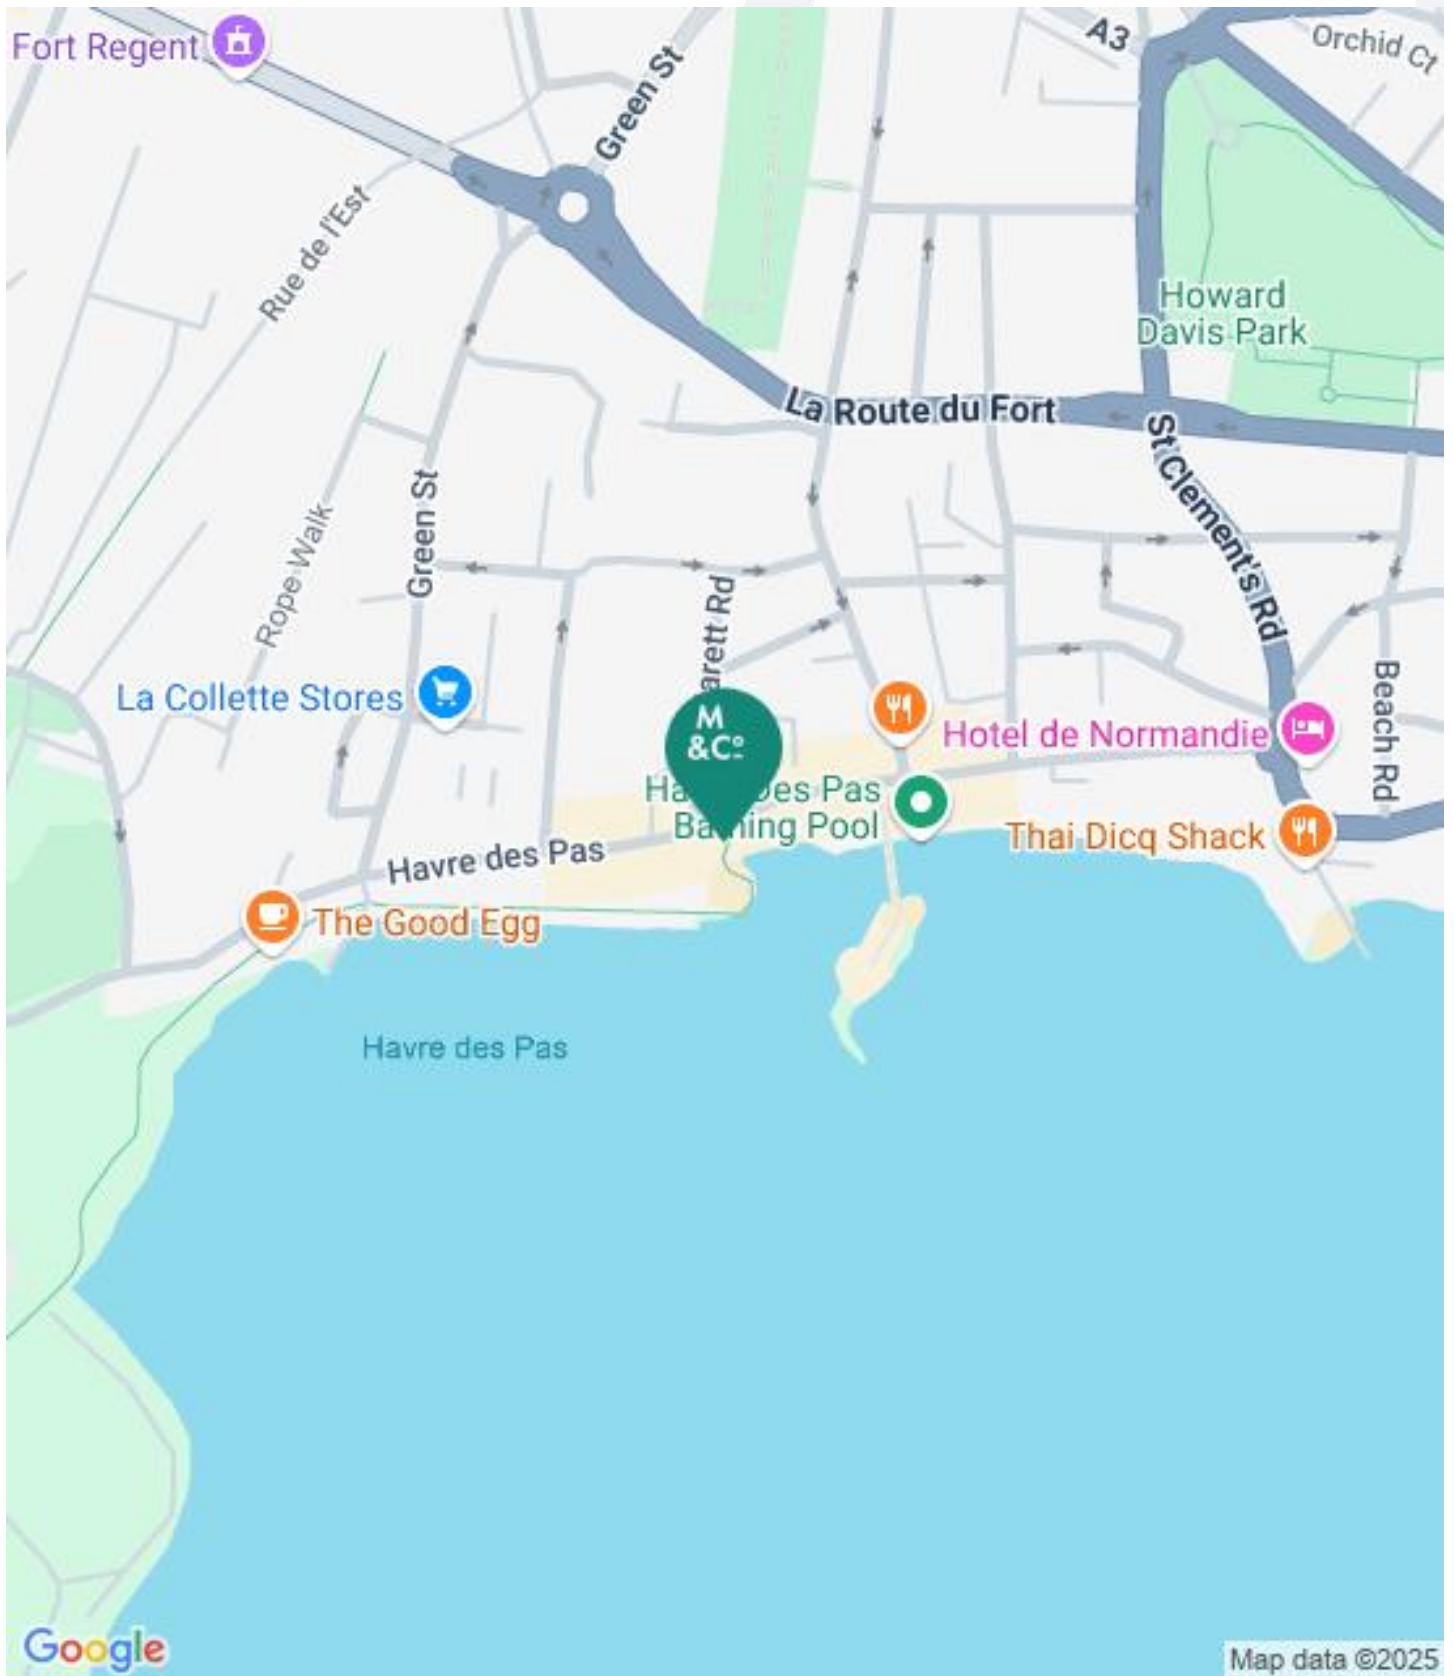 Fort Regent
A3
Orchid Ct
Green St
Rue de l'Est
Howard
Davis Park
La Route du Fort
St Clement's Rd
Green St
Rope Walk
arett Rd
La Collette Stores
M
&Cº
Hotel de Normandie
Beach Rd
Des Pas
Pool
Thai Dicq Shack
Havre des Pas
The Good Egg
Havre des Pas
Google
Map data ©2025